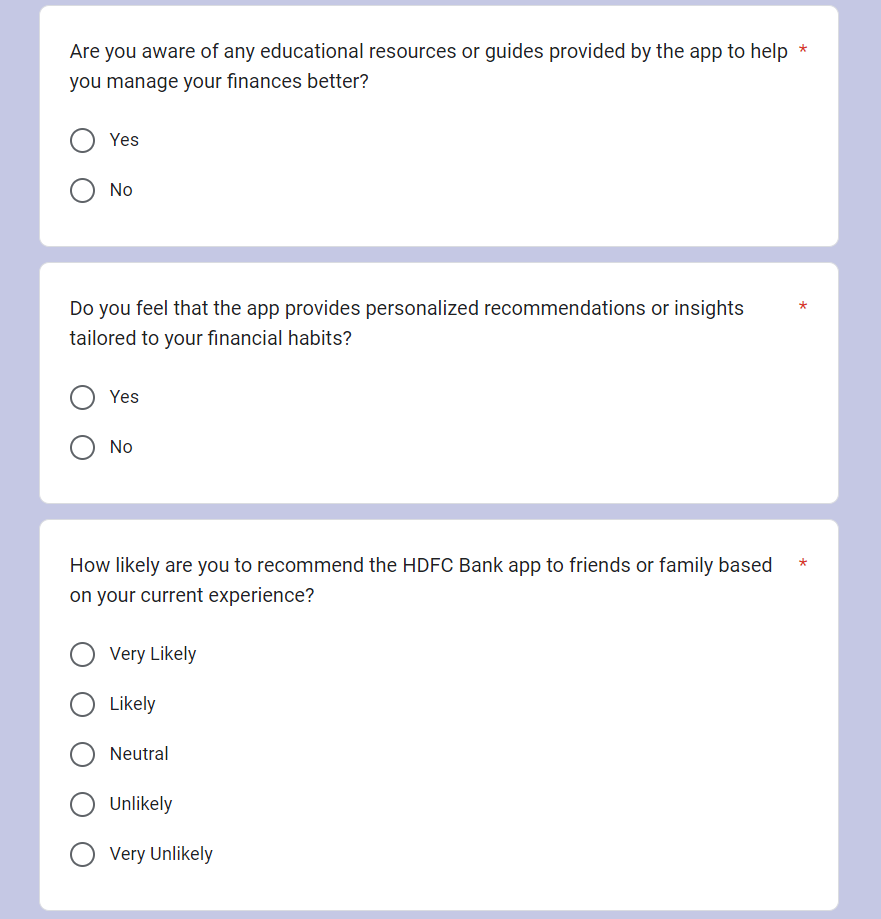 Are you aware of any educational resources or guides provided by the app to help *
you manage your finances better?
Yes
No
Do you feel that the app provides personalized recommendations or insights *
tailored to your financial habits?
Yes
No
How likely are you to recommend the HDFC Bank app to friends or family based *
on your current experience?
Very Likely
Likely
Neutral
Unlikely
Very Unlikely